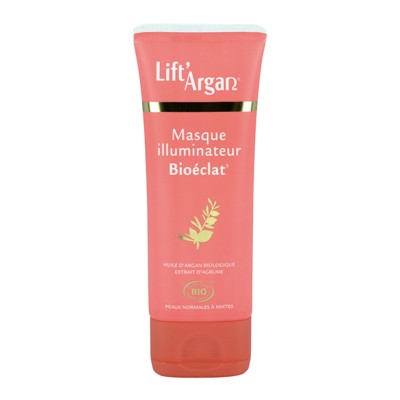 Lift'Argan®
Masque
illuminateur
Bioéclat®
HUILE D'ARGAN BIOLOGIQUE
EXTRAIT D'AGRUME
BIO
PEAUX NORMALES À MIXTES